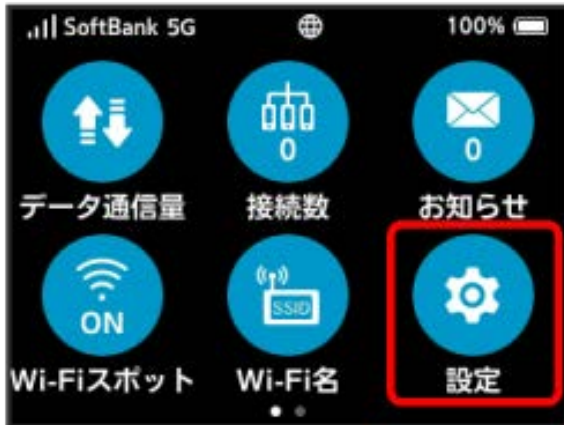 SoftBank 5G 100%
0 0
データ通信量 接続数 お知らせ
ON SSID
Wi-Fiスポット Wi-Fi名 設定